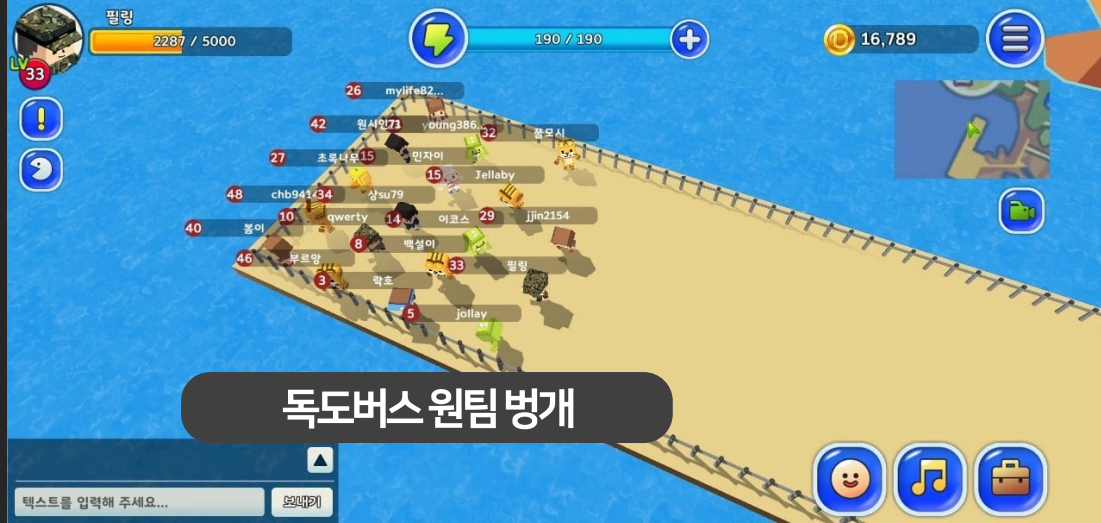 필링
2287 / 5000
LV
33
190 / 190
16,789
26 mylife82...
42 원시인
71 young386...
32 풀모시
27 초록나무
15 민자이
15 Jellaby
48 chb941
34 샹su79
10 qwerty
14 이코스
29 jjin2154
40 봄이
8 백설이
46 부르망
33 필링
3 락호
5 jollay
독도버스 원팀 벙개
텍스트를 입력해 주세요...
보내기